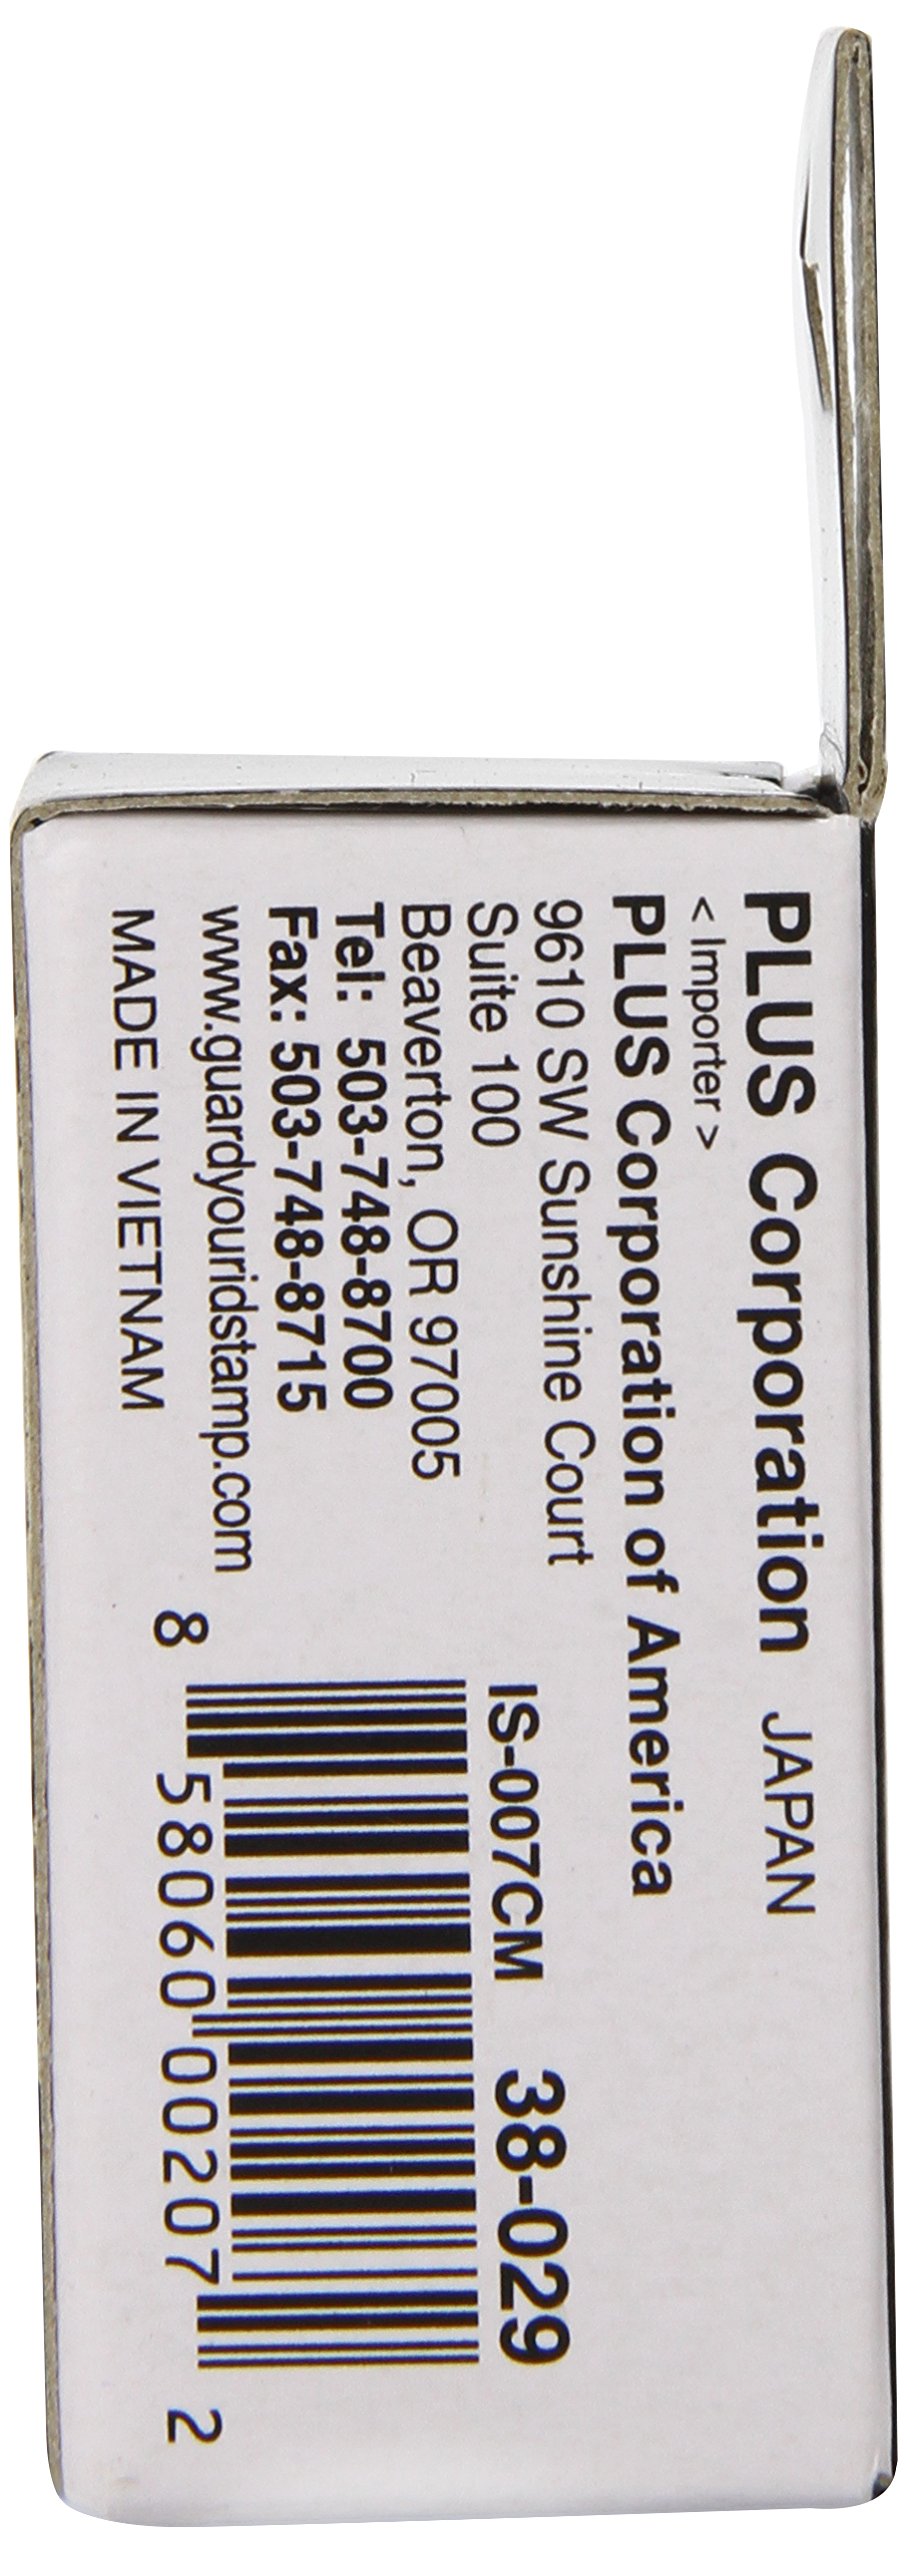 PLUS Corporation JAPAN
< Importer >
PLUS Corporation of America
9610 SW Sunshine Court
Suite 100
Beaverton, OR 97005
Tel: 503-748-8700
Fax: 503-748-8715
www.guardyouridstamp.com
MADE IN VIETNAM
IS-007CM 38-029
8 58060 00207 2